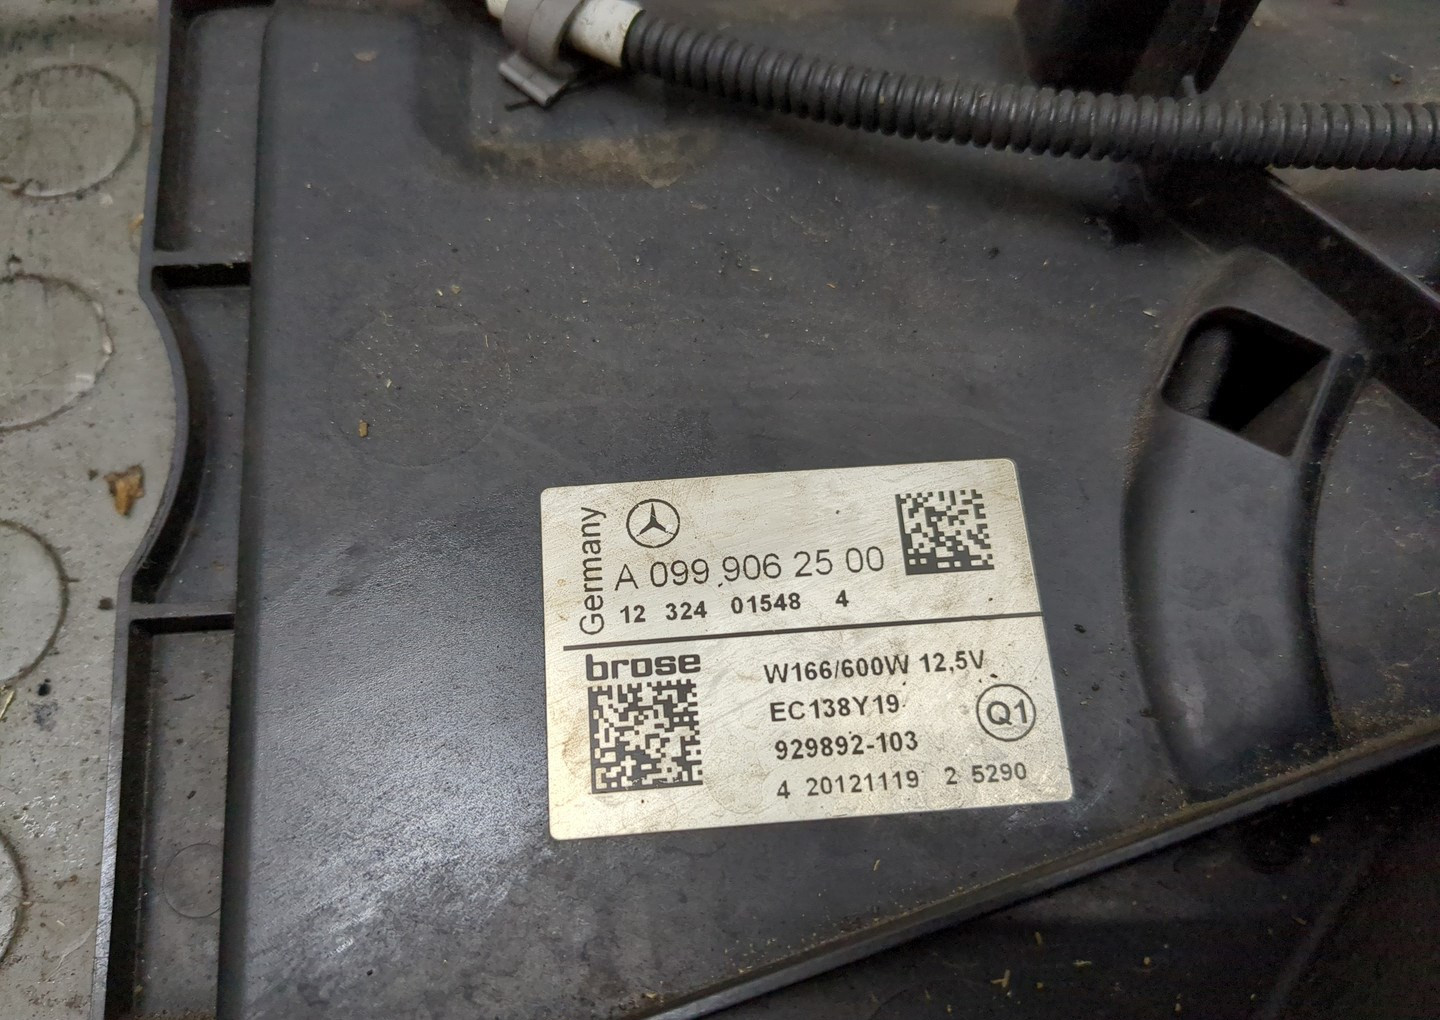 Germany
A 099 906 25 00
12 324 01548 4
brose
W166/600W 12,5V
EC138Y19
Q1
929892-103
4 20121119 2 5290